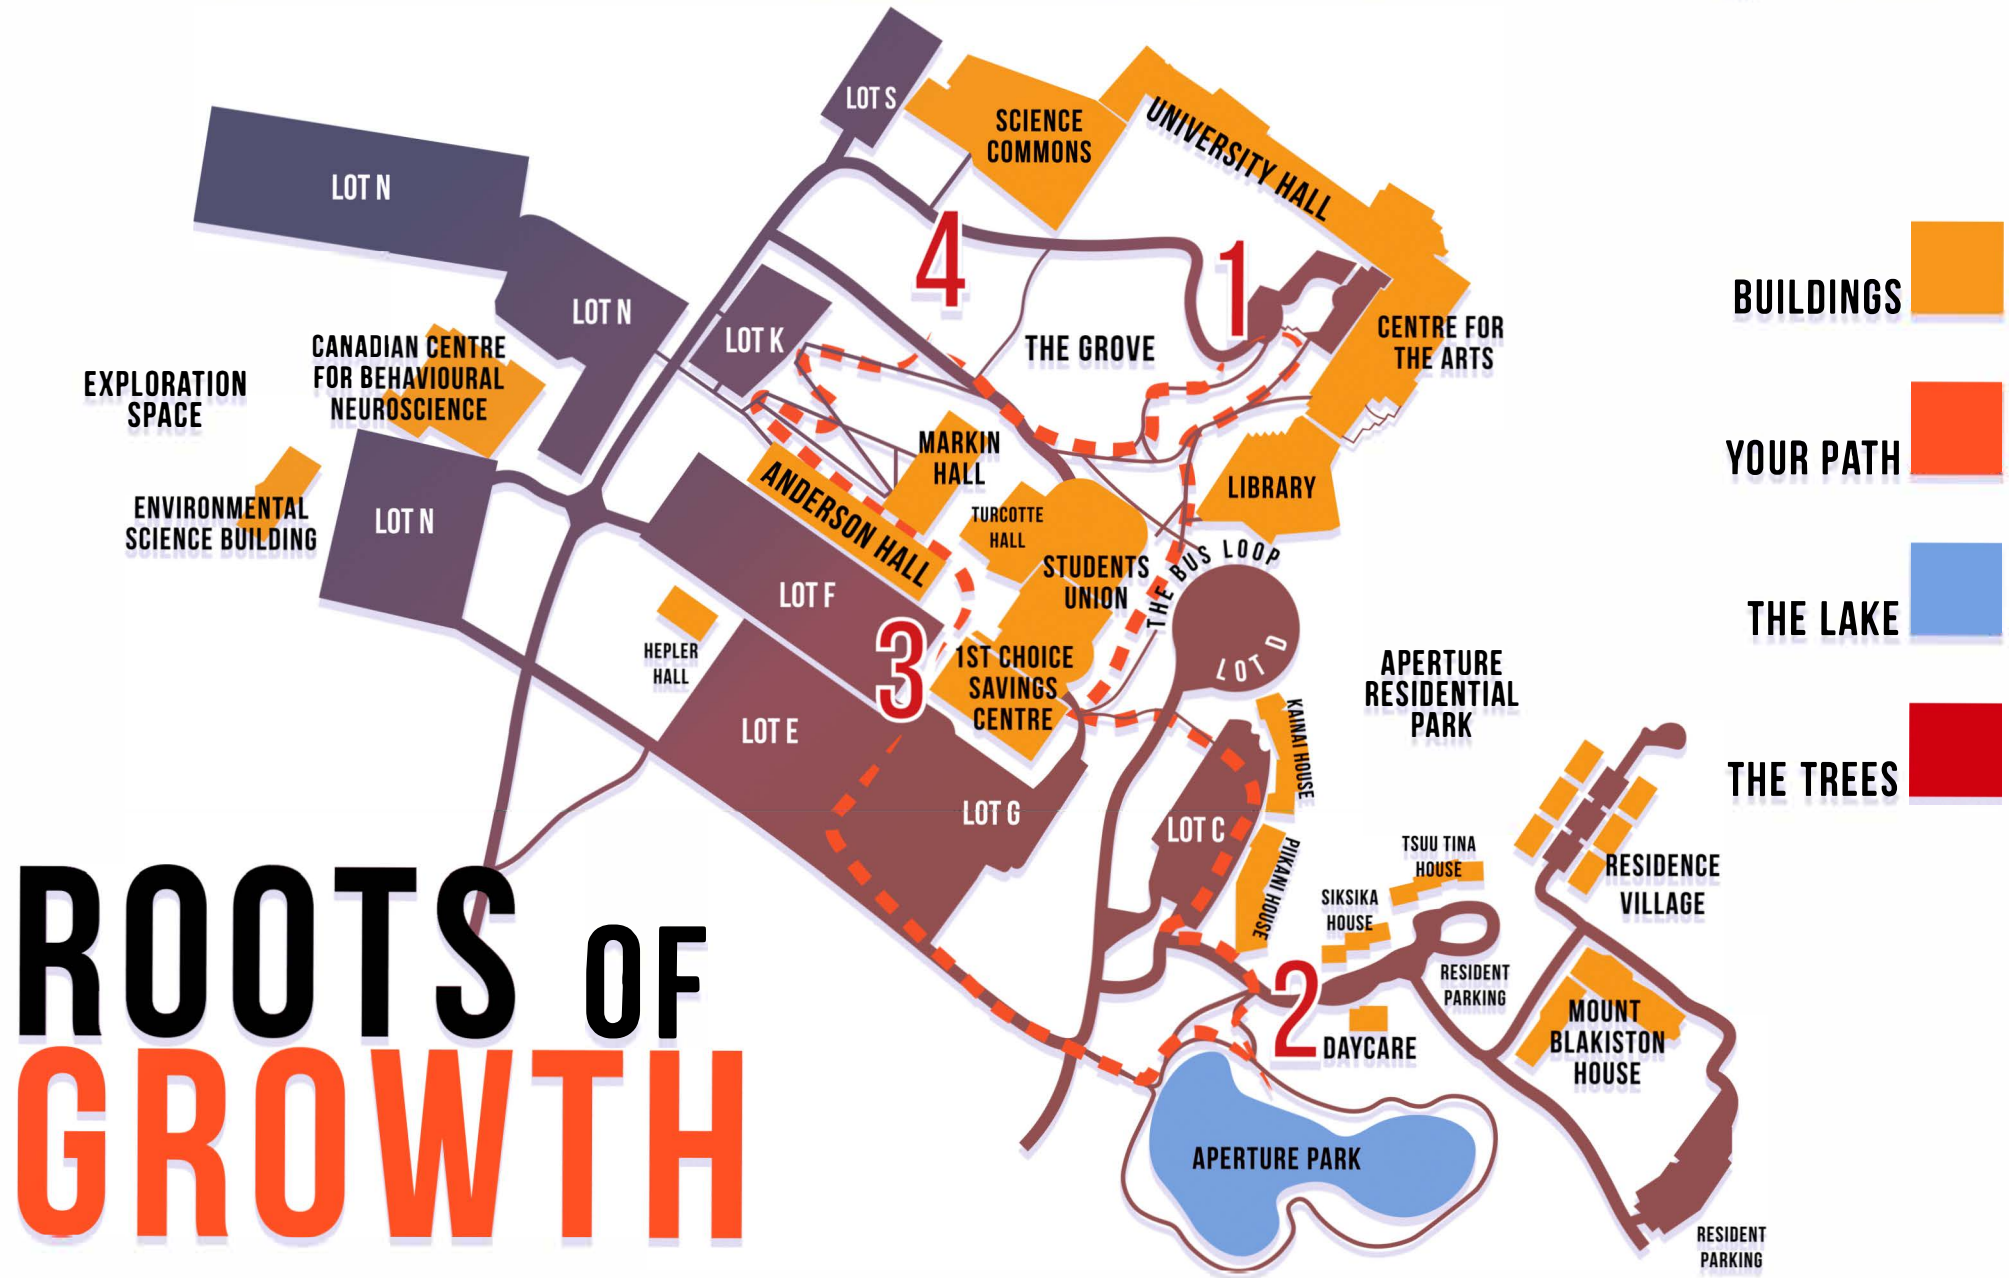 LOT S
SCIENCE
COMMONS
UNIVERSITY HALL
LOT N
4
1
LOT N
LOT K
THE GROVE
CENTRE FOR
THE ARTS
CANADIAN CENTRE
FOR BEHAVIOURAL
NEUROSCIENCE
EXPLORATION
SPACE
MARKIN
HALL
LIBRARY
ANDERSON HALL
ENVIRONMENTAL
SCIENCE BUILDING
LOT N
TURCOTTE
HALL
STUDENTS
UNION
THE BUS LOOP
LOT F
LOT D
HEPLER
HALL
3
1ST CHOICE
SAVINGS
CENTRE
APERTURE
RESIDENTIAL
PARK
LOT E
KAINAI HOUSE
LOT G
LOT C
PIIKANI HOUSE
TSUU TINA
HOUSE
SIKSIKA
HOUSE
RESIDENCE
VILLAGE
RESIDENT
PARKING
2
DAYCARE
MOUNT
BLAKISTON
HOUSE
APERTURE PARK
RESIDENT
PARKING
BUILDINGS
YOUR PATH
THE LAKE
THE TREES
ROOTS OF
GROWTH